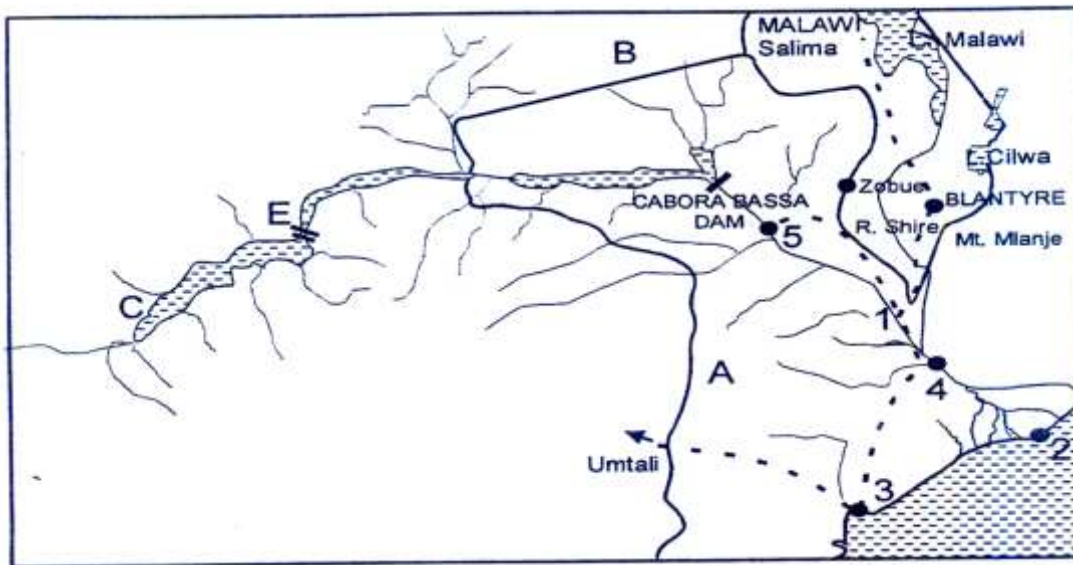 MALAWI
Salima
Malawi
B
L. Cilwa
Zobue
BLANTYRE
CABORA BASSA
DAM
R. Shire
Mt. Mlanje
E
5
C
1
A
4
2
Umtali
3